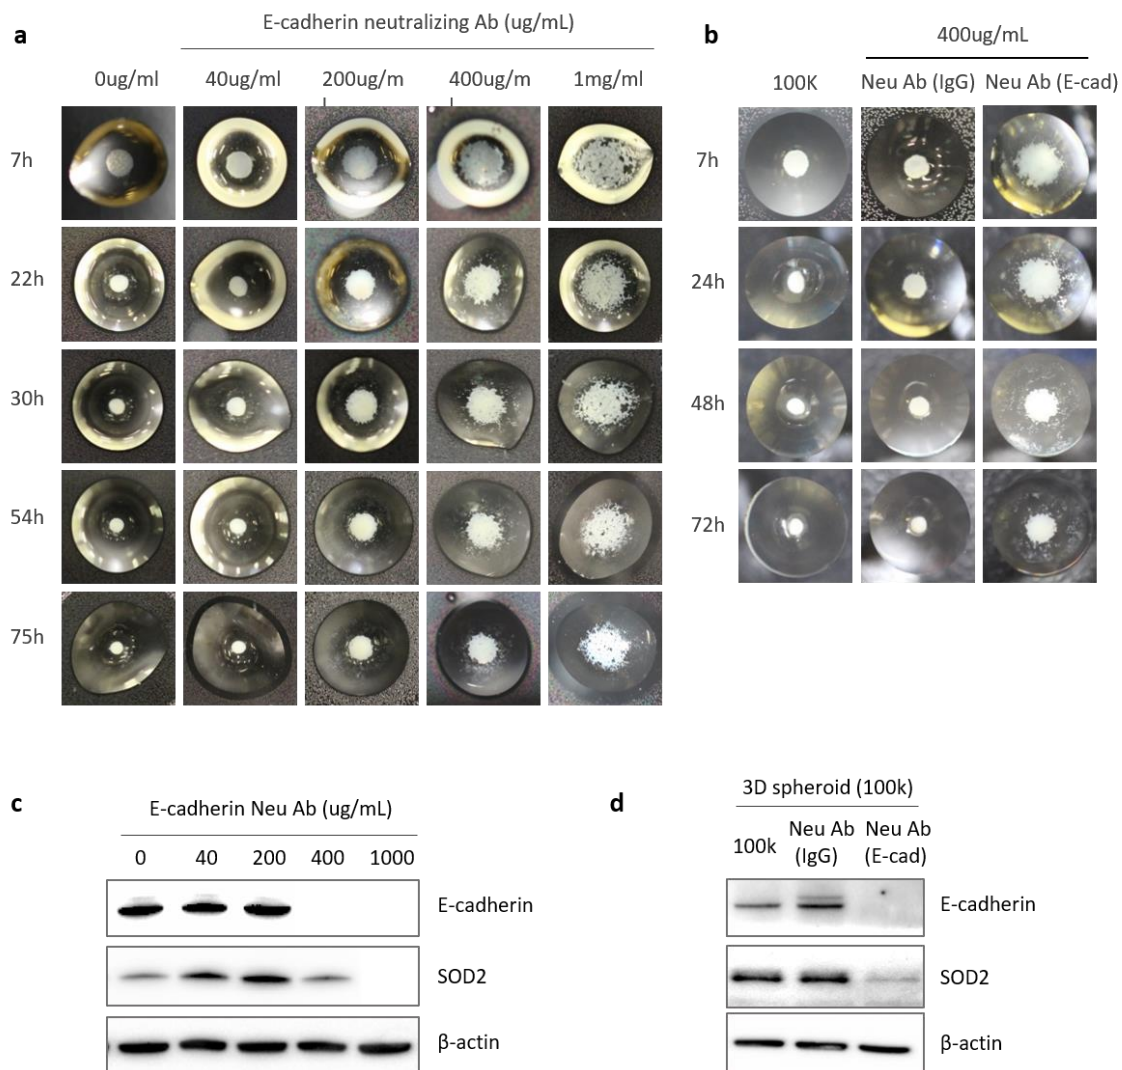 a
E-cadherin neutralizing Ab (ug/mL)
0ug/ml 40ug/ml 200ug/m 400ug/m 1mg/ml
l l
7h
22h
30h
54h
75h
b
400ug/mL
100K Neu Ab (IgG) Neu Ab (E-cad)
7h
24h
48h
72h
c
E-cadherin Neu Ab (ug/mL)
0 40 200 400 1000
E-cadherin
SOD2
β-actin
d
3D spheroid (100k)
100k Neu Ab (IgG) Neu Ab (E-cad)
E-cadherin
SOD2
β-actin